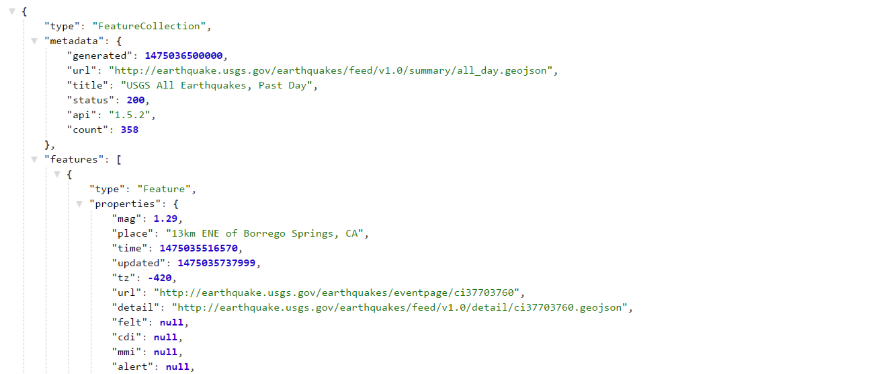 {
"type": "FeatureCollection",
"metadata": {
"generated": 1475036500000,
"url": "http://earthquake.usgs.gov/earthquakes/feed/v1.0/summary/all_day.geojson",
"title": "USGS All Earthquakes, Past Day",
"status": 200,
"api": "1.5.2",
"count": 358
},
"features": [
{
"type": "Feature",
"properties": {
"mag": 1.29,
"place": "13km ENE of Borrego Springs, CA",
"time": 1475035516570,
"updated": 1475035737999,
"tz": -420,
"url": "http://earthquake.usgs.gov/earthquakes/eventpage/ci37703760",
"detail": "http://earthquake.usgs.gov/earthquakes/feed/v1.0/detail/ci37703760.geojson",
"felt": null,
"cdi": null,
"mmi": null,
"alert": null,